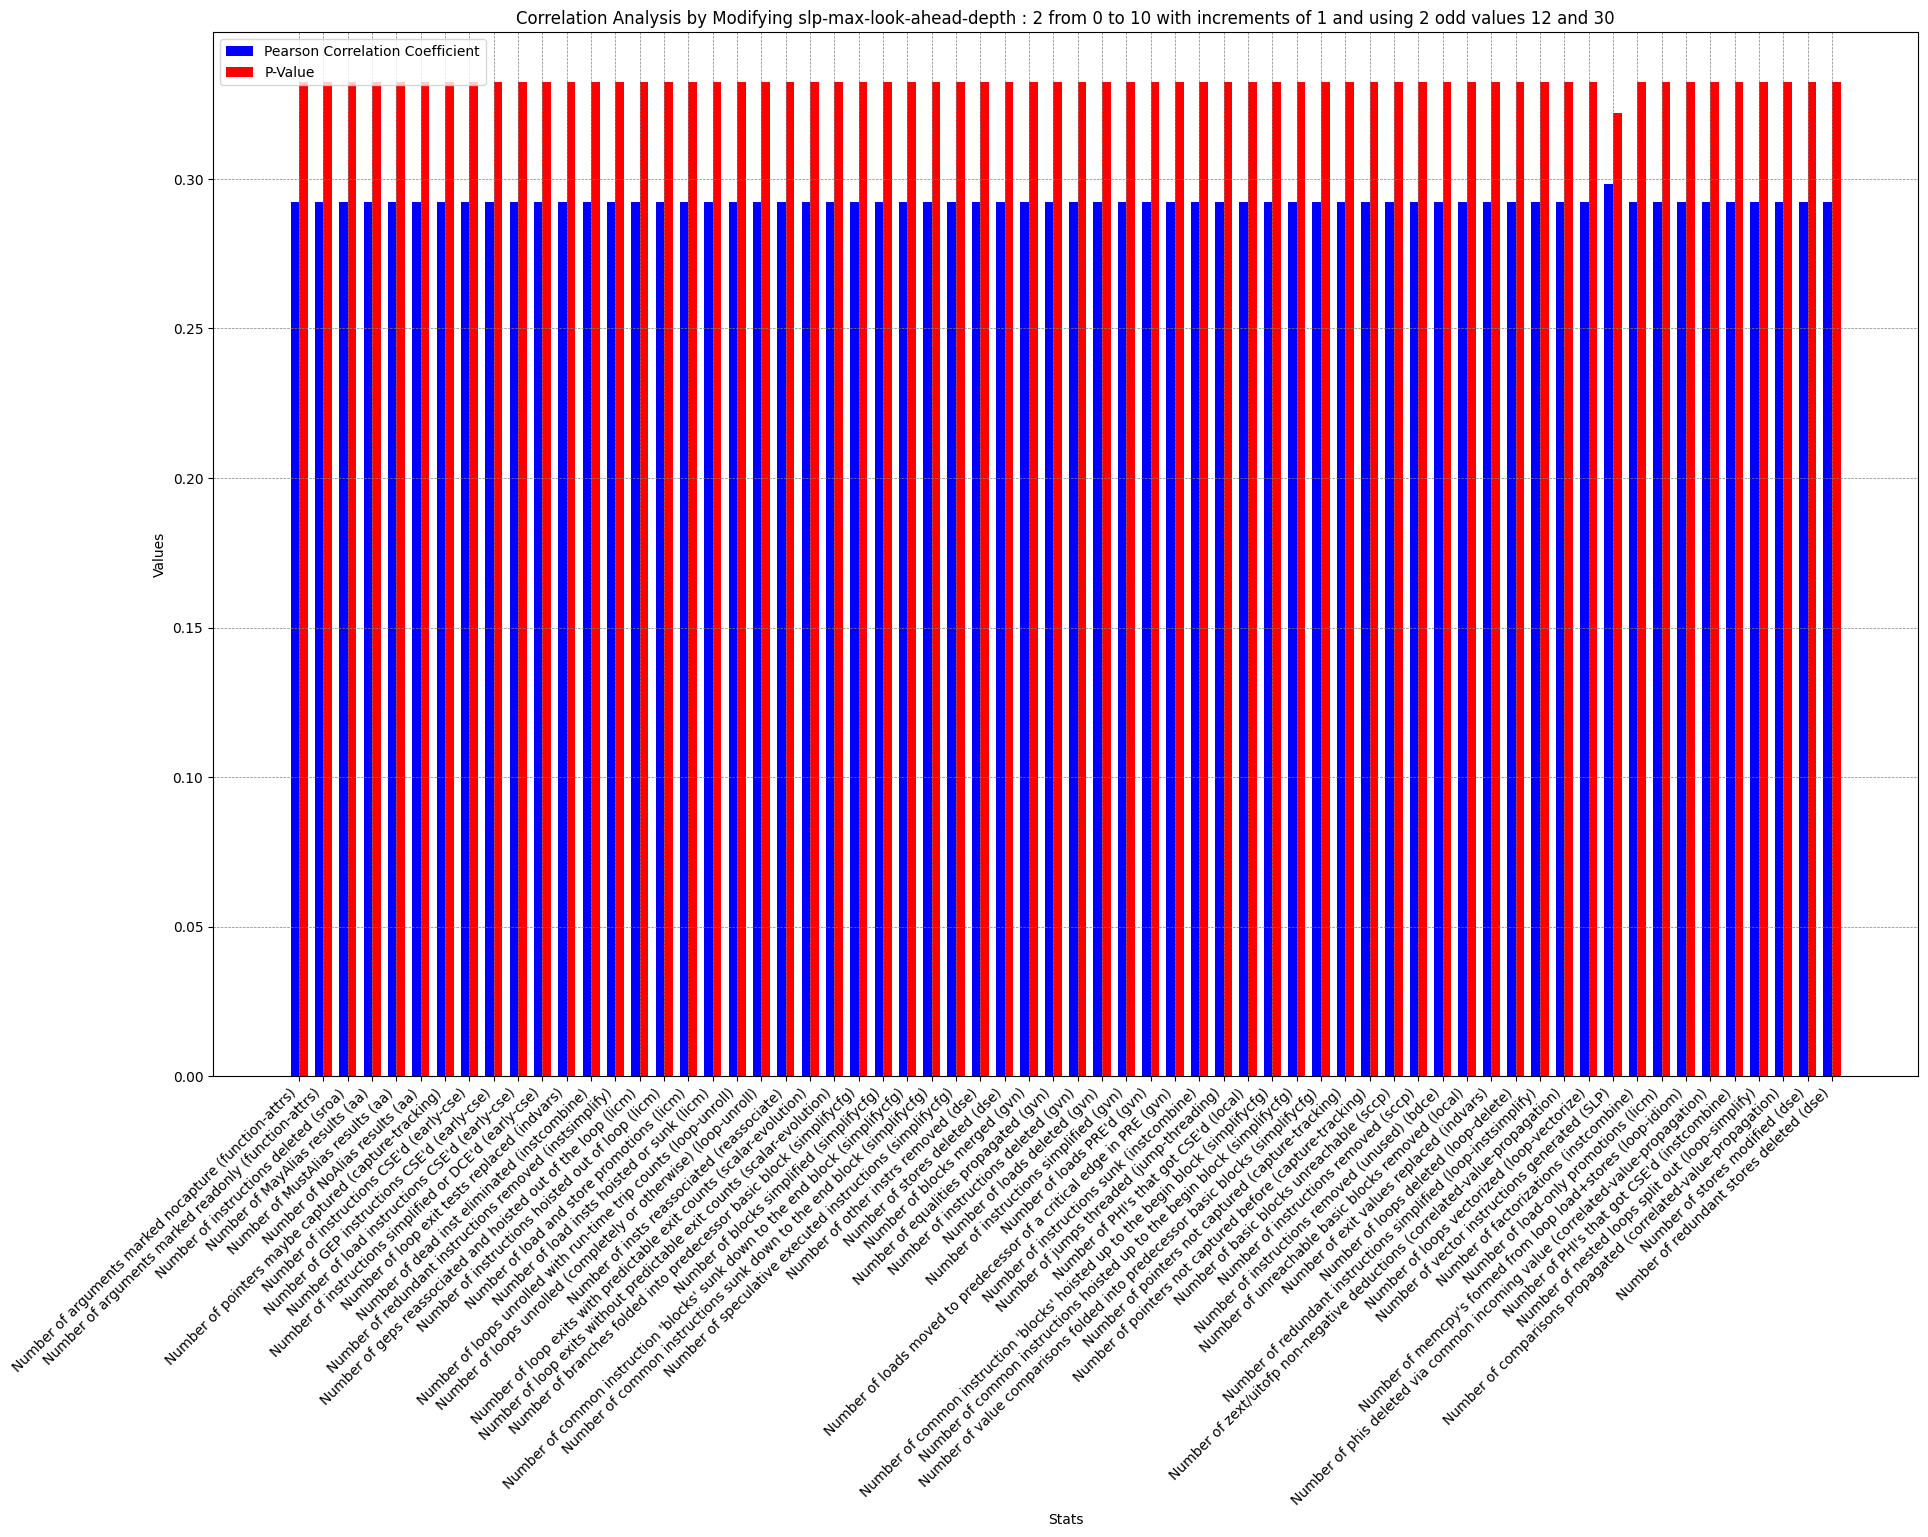 Correlation Analysis by Modifying slp-max-look-ahead-depth : 2 from 0 to 10 with increments of 1 and using 2 odd values 12 and 30
Pearson Correlation Coefficient
P-Value
0.30
0.25
0.20
0.15
0.10
0.05
0.00
Values
Number of arguments marked nocapture (function-attrs)
Number of arguments marked readonly (function-attrs)
Number of instructions deleted (sroa)
Number of MayAlias results (aa)
Number of MustAlias results (aa)
Number of NoAlias results (aa)
Number of pointers maybe captured (capture-tracking)
Number of instructions CSE'd (early-cse)
Number of GEP instructions CSE'd (early-cse)
Number of load instructions CSE'd (early-cse)
Number of instructions simplified or DCE'd (early-cse)
Number of loop exit tests replaced (indvars)
Number of dead inst eliminated (instcombine)
Number of redundant instructions removed (instsimplify)
Number of geps reassociated and hoisted out of the loop (licm)
Number of instructions hoisted out of loop (licm)
Number of load and store promotions (licm)
Number of load insts hoisted or sunk (licm)
Number of loops unrolled with run-time trip counts (loop-unroll)
Number of loops unrolled (completely or otherwise) (loop-unroll)
Number of insts reassociated (reassociate)
Number of loop exits with predictable exit counts (scalar-evolution)
Number of loop exits without predictable exit counts (scalar-evolution)
Number of branches folded into predecessor basic block (simplifycfg)
Number of blocks simplified (simplifycfg)
Number of common instruction 'blocks' sunk down to the end block (simplifycfg)
Number of common instructions sunk down to the end block (simplifycfg)
Number of speculative executed instructions (simplifycfg)
Number of other instrs removed (dse)
Number of stores deleted (dse)
Number of blocks merged (gvn)
Number of equalities propagated (gvn)
Number of instructions deleted (gvn)
Number of loads deleted (gvn)
Number of instructions simplified (gvn)
Number of loads PRE'd (gvn)
Number of loads moved to predecessor of a critical edge in PRE (gvn)
Number of instructions sunk (instcombine)
Number of jumps threaded (jump-threading)
Number of PHI's that got CSE'd (local)
Number of common instruction 'blocks' hoisted up to the begin block (simplifycfg)
Number of common instructions hoisted up to the begin block (simplifycfg)
Number of value comparisons folded into predecessor basic blocks (simplifycfg)
Number of pointers not captured (capture-tracking)
Number of pointers not captured before (capture-tracking)
Number of basic blocks unreachable (sccp)
Number of instructions removed (sccp)
Number of instructions removed (unused) (bdce)
Number of unreachable basic blocks removed (local)
Number of exit values replaced (indvars)
Number of loops deleted (loop-delete)
Number of redundant instructions simplified (loop-instsimplify)
Number of zext/uitofp non-negative deductions (correlated-value-propagation)
Number of loops vectorized (loop-vectorize)
Number of vector instructions generated (SLP)
Number of factorizations (instcombine)
Number of load-only promotions (licm)
Number of memcpy's formed from loop load+stores (loop-idiom)
Number of phis deleted via common incoming value (correlated-value-propagation)
Number of PHI's that got CSE'd (instcombine)
Number of nested loops split out (loop-simplify)
Number of comparisons propagated (correlated-value-propagation)
Number of stores modified (dse)
Number of redundant stores deleted (dse)
Stats